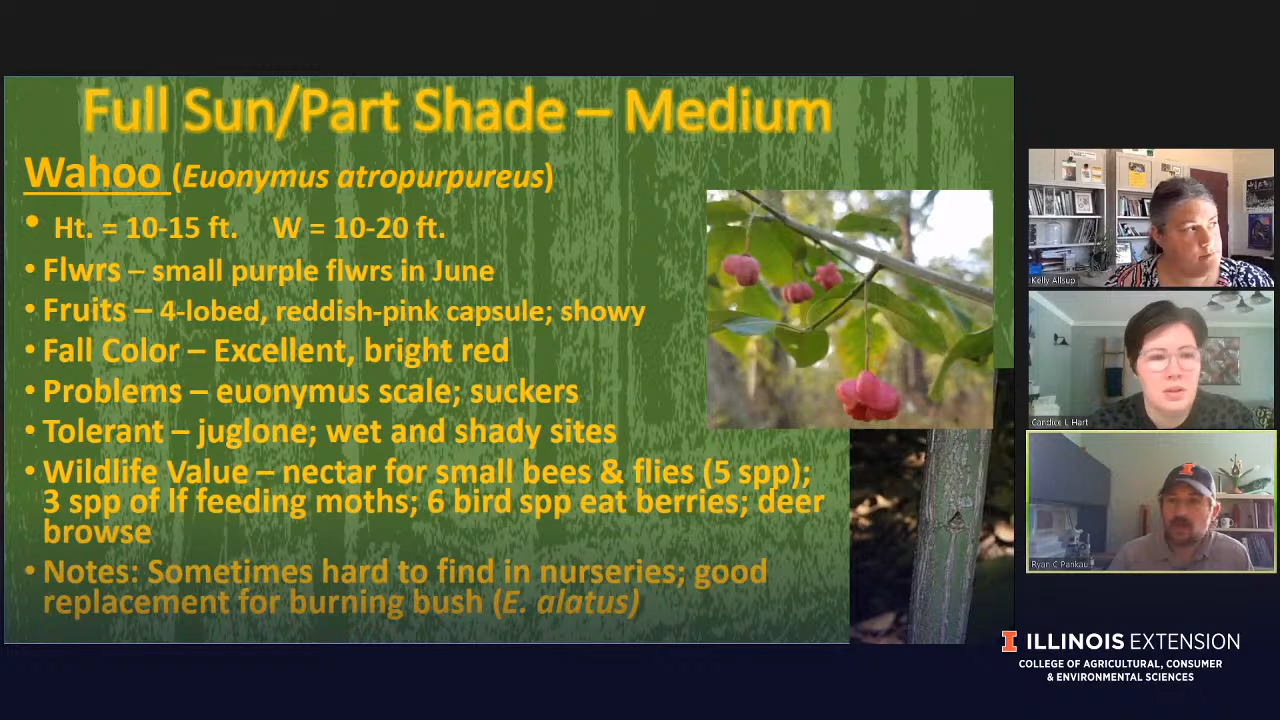 Full Sun/Part Shade – Medium
Wahoo (Euonymus atropurpureus)
• Ht. = 10-15 ft. W = 10-20 ft.
• Flwrs – small purple flwrs in June
• Fruits – 4-lobed, reddish-pink capsule; showy
• Fall Color – Excellent, bright red
• Problems – euonymus scale; suckers
• Tolerant – juglone; wet and shady sites
• Wildlife Value – nectar for small bees & flies (5 spp);
3 spp of lf feeding moths; 6 bird spp eat berries; deer
browse
• Notes: Sometimes hard to find in nurseries; good
replacement for burning bush (E. alatus)
Kelly Allsup
Candice L Hart
Ryan C Pankau
I ILLINOIS EXTENSION
COLLEGE OF AGRICULTURAL, CONSUMER
& ENVIRONMENTAL SCIENCES